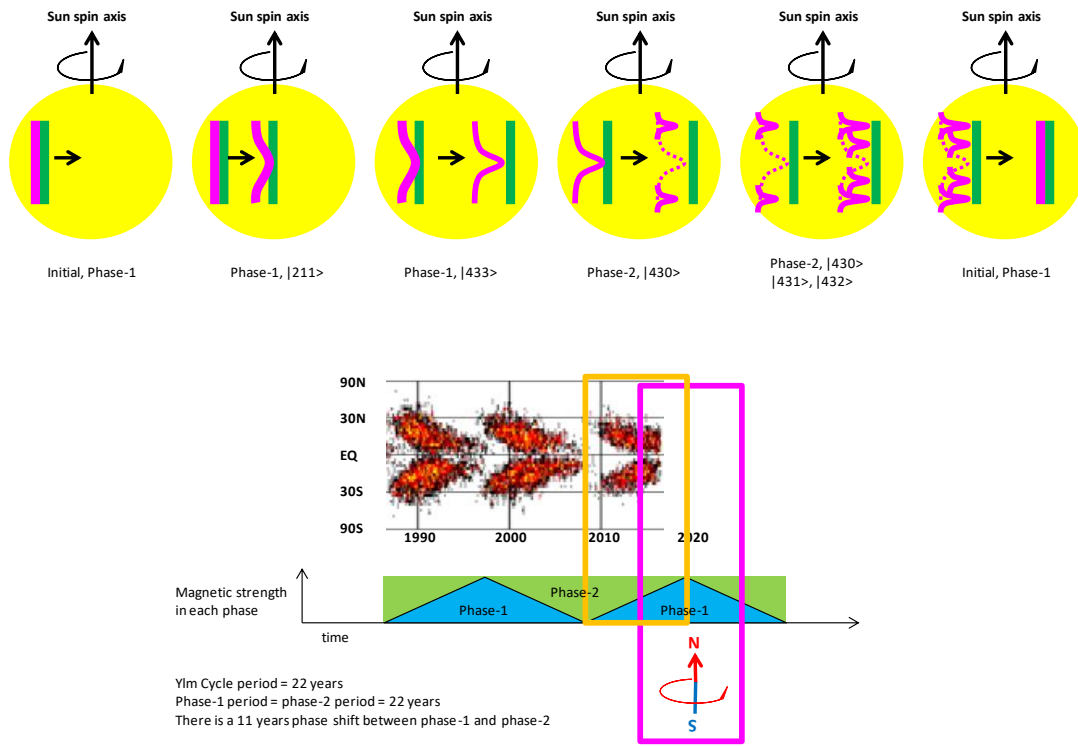 Sun spin axis
Sun spin axis
Sun spin axis
Sun spin axis
Sun spin axis
Sun spin axis
Initial, Phase-1
Phase-1, |211>
Phase-1, |433>
Phase-2, |430>
Phase-2, |430>
|431>, |432>
Initial, Phase-1
90N
30N
EQ
30S
90S
1990
2000
2010
2020
Magnetic strength
in each phase
Phase-1
Phase-2
Phase-1
time
N
S
Ylm Cycle period = 22 years
Phase-1 period = phase-2 period = 22 years
There is a 11 years phase shift between phase-1 and phase-2